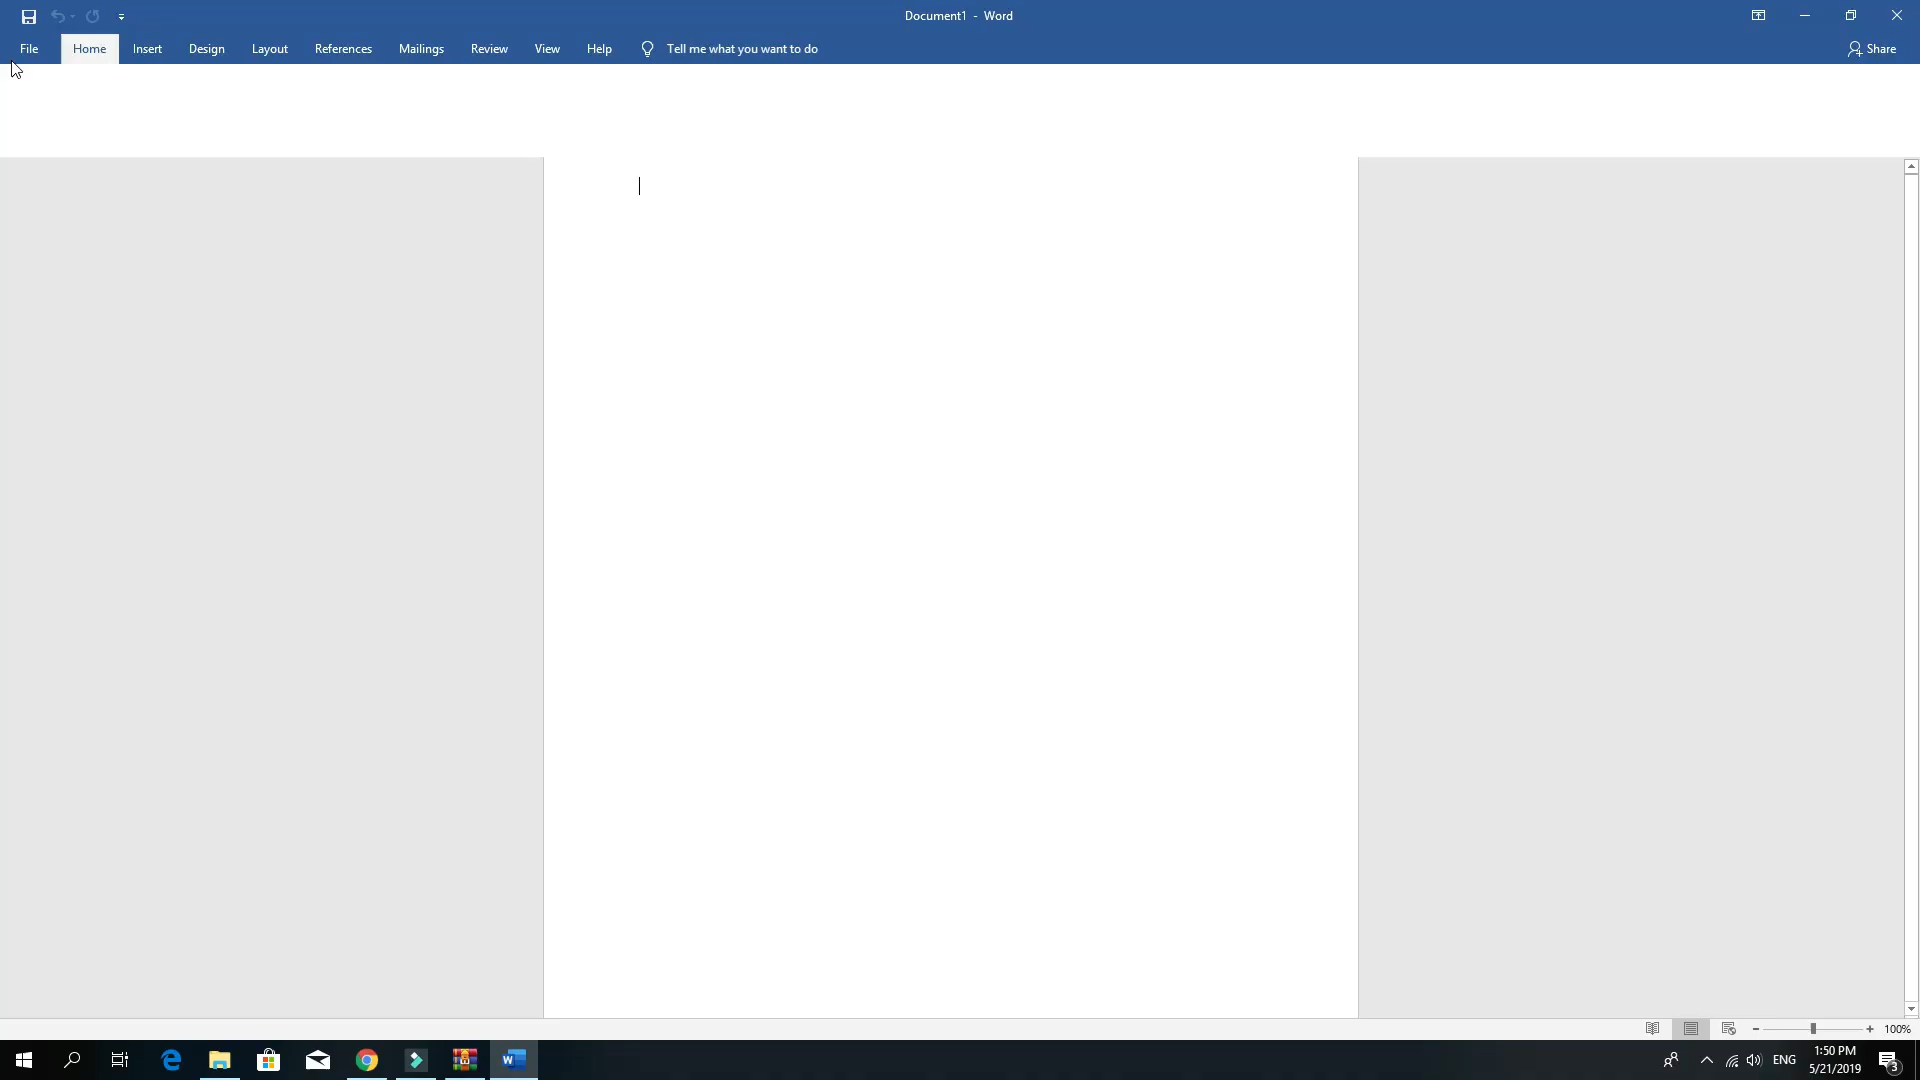 Document1 - Word
File Home Insert Design Layout References Mailings Review View Help Tell me what you want to do Share
100%
W ENG 1:50 PM
5/21/2019 3